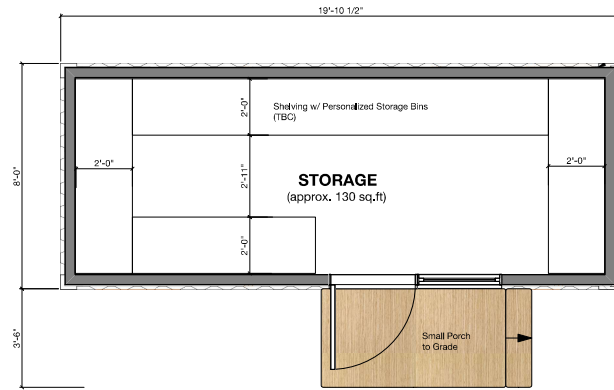 19'-10 1/2"
8'-0"
2'-0"
Shelving w/ Personalized Storage Bins
(TBC)
2'-0"
2'-11"
2'-0"
STORAGE
(approx. 130 sq.ft)
2'-0"
3'-6"
Small Porch
to Grade